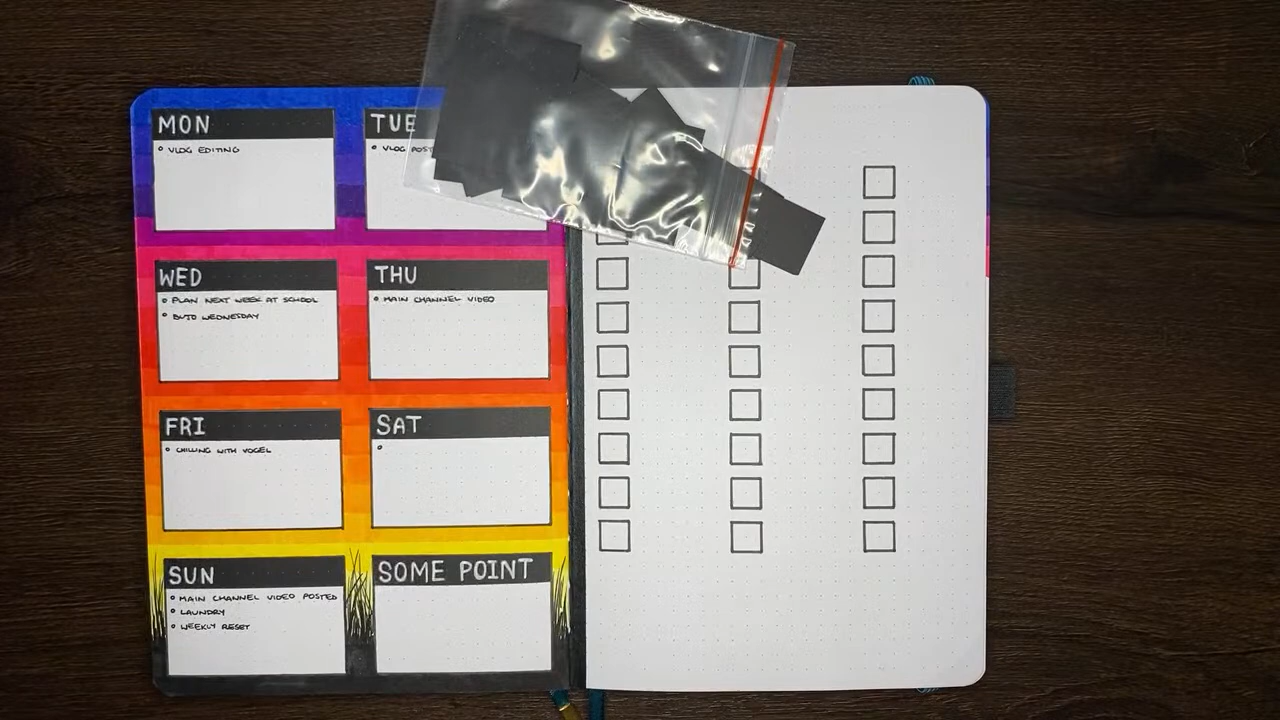 MON
VLOG EDITING
TUE
VLOG
WED
PLAN NEXT WEEK AT SCHOOL
BUJO WEDNESDAY
THU
MAIN CHANNEL VIDEO
FRI
CHILLING WITH VOGEL
SAT
SUN
MAIN CHANNEL VIDEO POSTED
LAUNDRY
WEEKLY RESET
SOME POINT